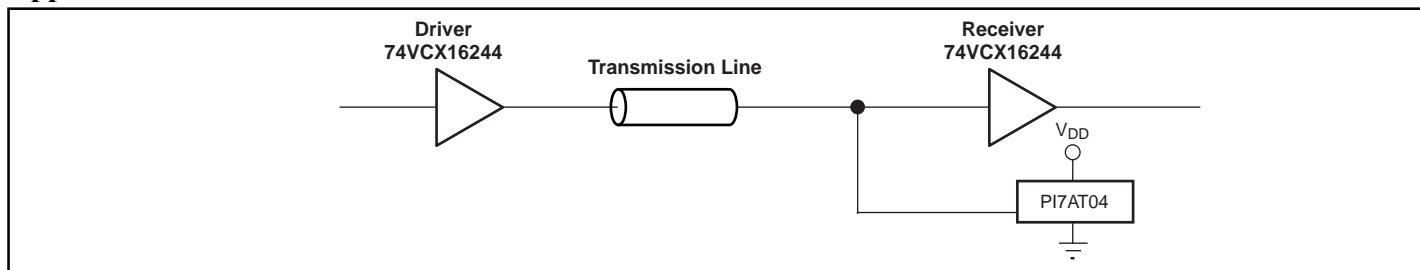 Driver
74VCX16244
Transmission Line
Receiver
74VCX16244
VDD
PI7AT04